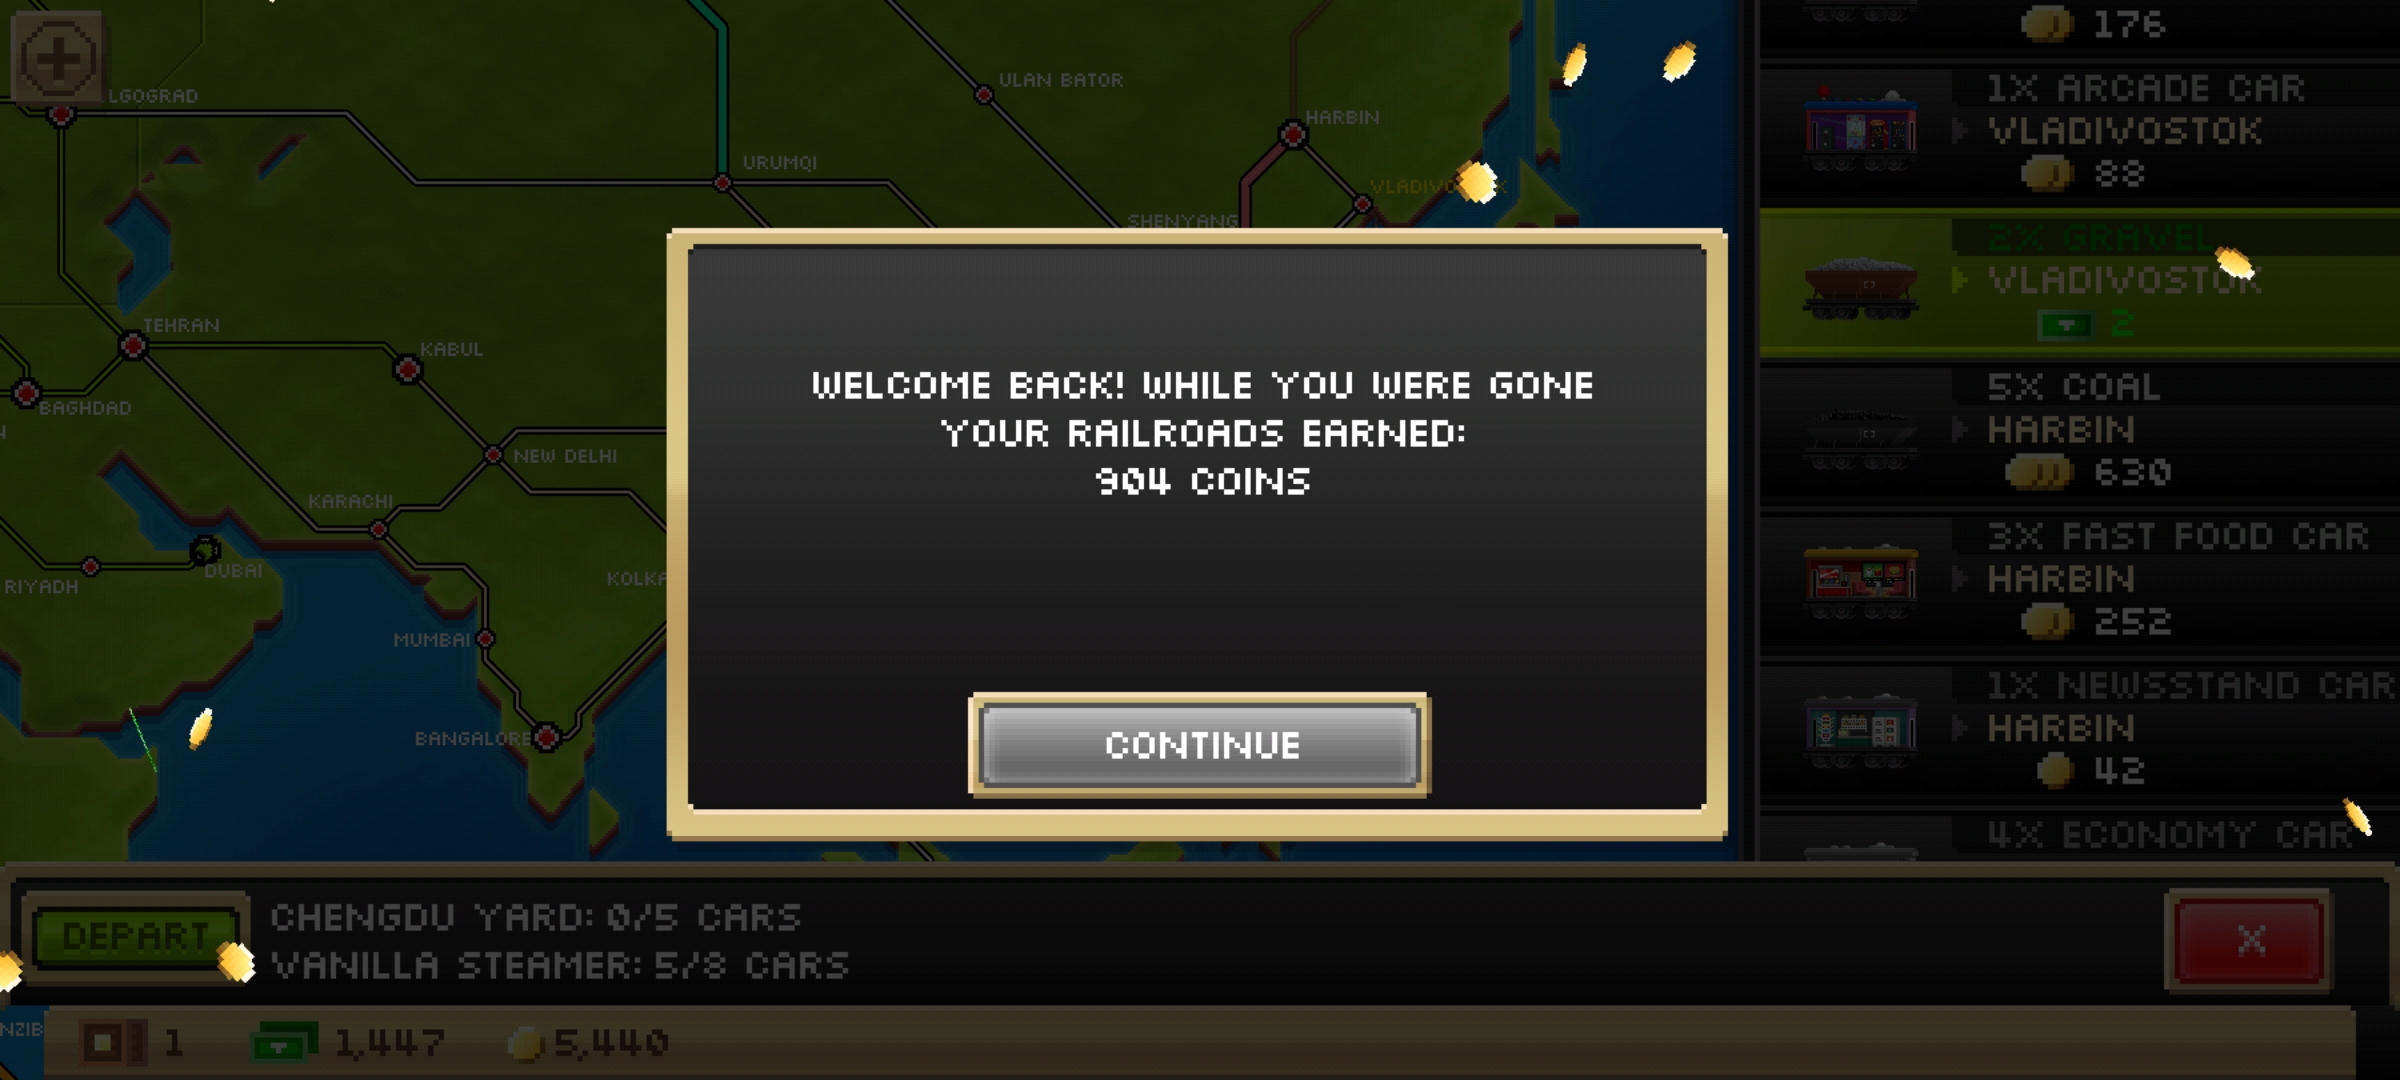 LGOGRAD
ULAN BATOR
HARBIN
URUMQI
SHENYANG
TEHRAN
KABUL
BAGHDAD
NEW DELHI
KARACHI
DUBAI
RIYADH
MUMBAI
BANGALORE
176
1X ARCADE CAR
VLADIVOSTOK
88
2X GRAVEL
VLADIVOSTOK
2
5X COAL
HARBIN
630
3X FAST FOOD CAR
HARBIN
252
1X NEWSSTAND CAR
HARBIN
42
4X ECONOMY CAR
WELCOME BACK! WHILE YOU WERE GONE
YOUR RAILROADS EARNED:
904 COINS
CONTINUE
DEPART
CHENGDU YARD: 0/5 CARS
VANILLA STEAMER: 5/8 CARS
X
NZIB
1
1,447
5,440